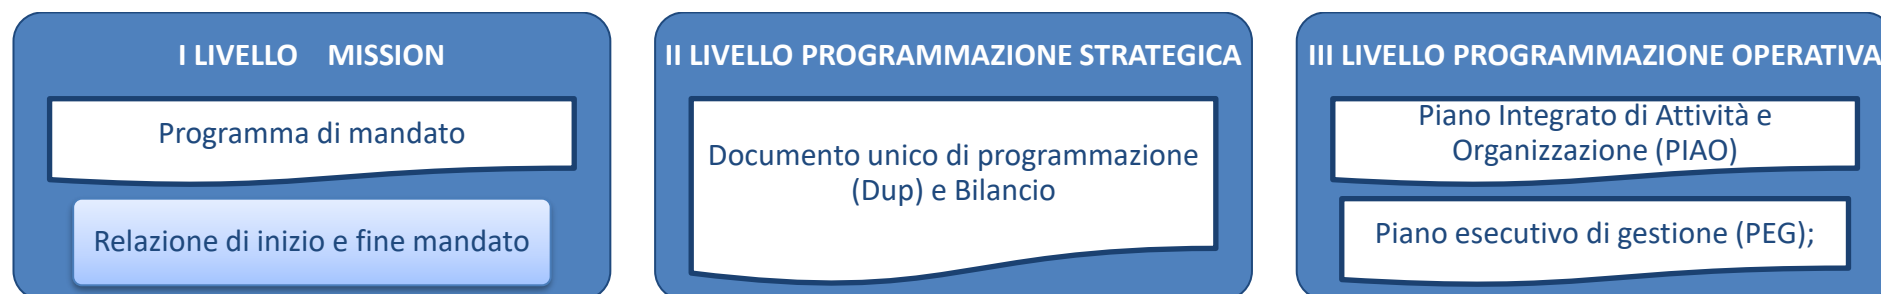 I LIVELLO MISSION
Programma di mandato
Relazione di inizio e fine mandato
II LIVELLO PROGRAMMAZIONE STRATEGICA
Documento unico di programmazione
(Dup) e Bilancio
III LIVELLO PROGRAMMAZIONE OPERATIVA
Piano Integrato di Attività e
Organizzazione (PIAO)
Piano esecutivo di gestione (PEG);